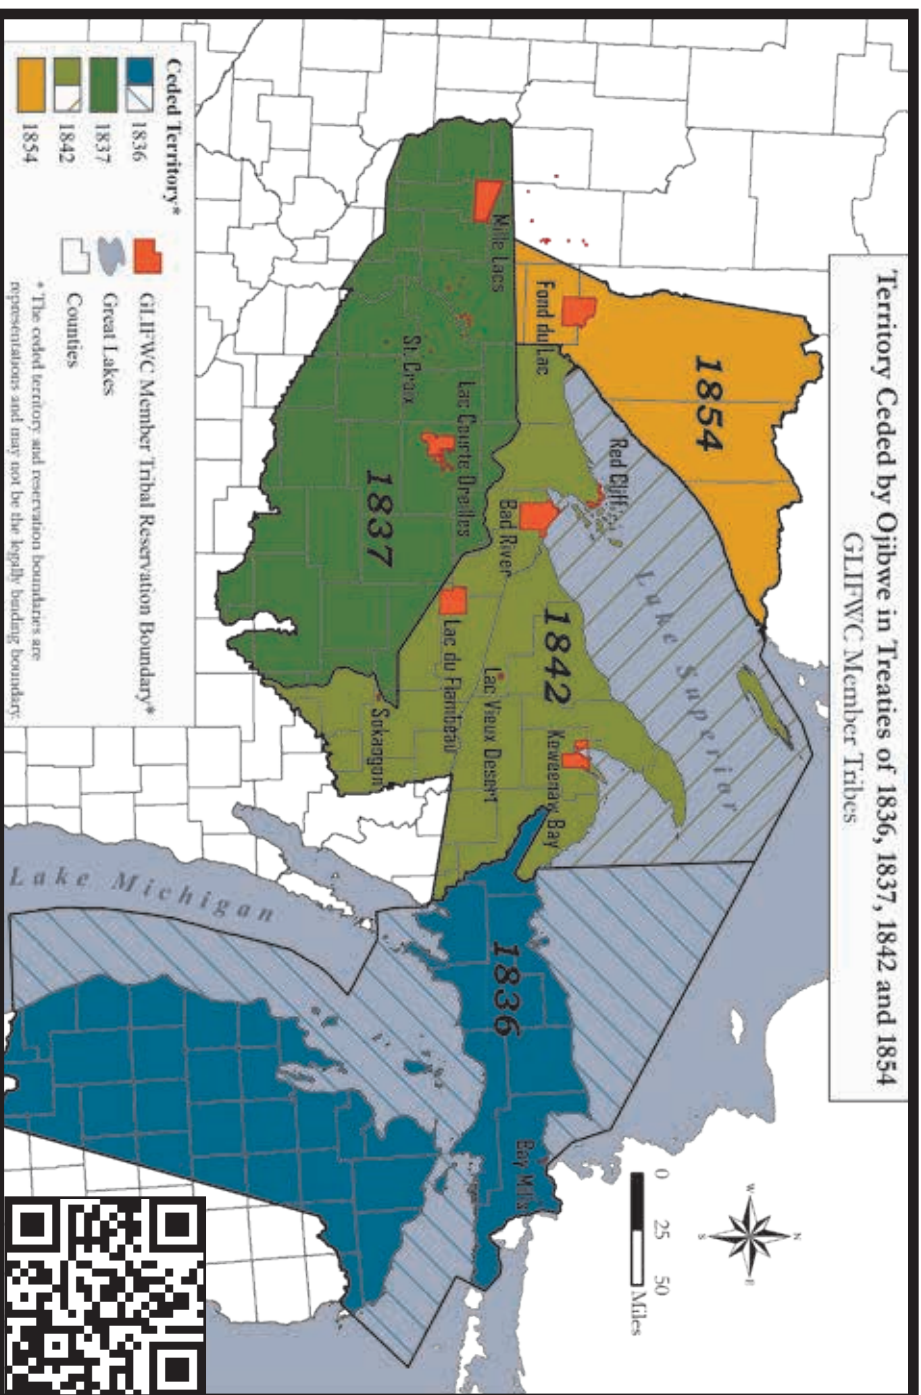 Territory Ceded by Ojibwe in Treaties of 1836, 1837, 1842 and 1854
GLIFWC Member Tribes
1854
Fond du Lac
Mille Lacs
Red Cliff
Lake Superior
St. Croix
Lac Courte Oreilles
Bad River
1837
1842
Lac du Flambeau
Lac Vieux Desert
Keweenaw Bay
Sokaogon
1836
Bay Mills
Lake Michigan
N
W
E
S
0 25 50
Miles
Ceded Territory*
1836
1837
1842
1854
GLIFWC Member Tribal Reservation Boundary*
Great Lakes
Counties
* The ceded territory and reservation boundaries are
representations and may not be the legally binding boundary.